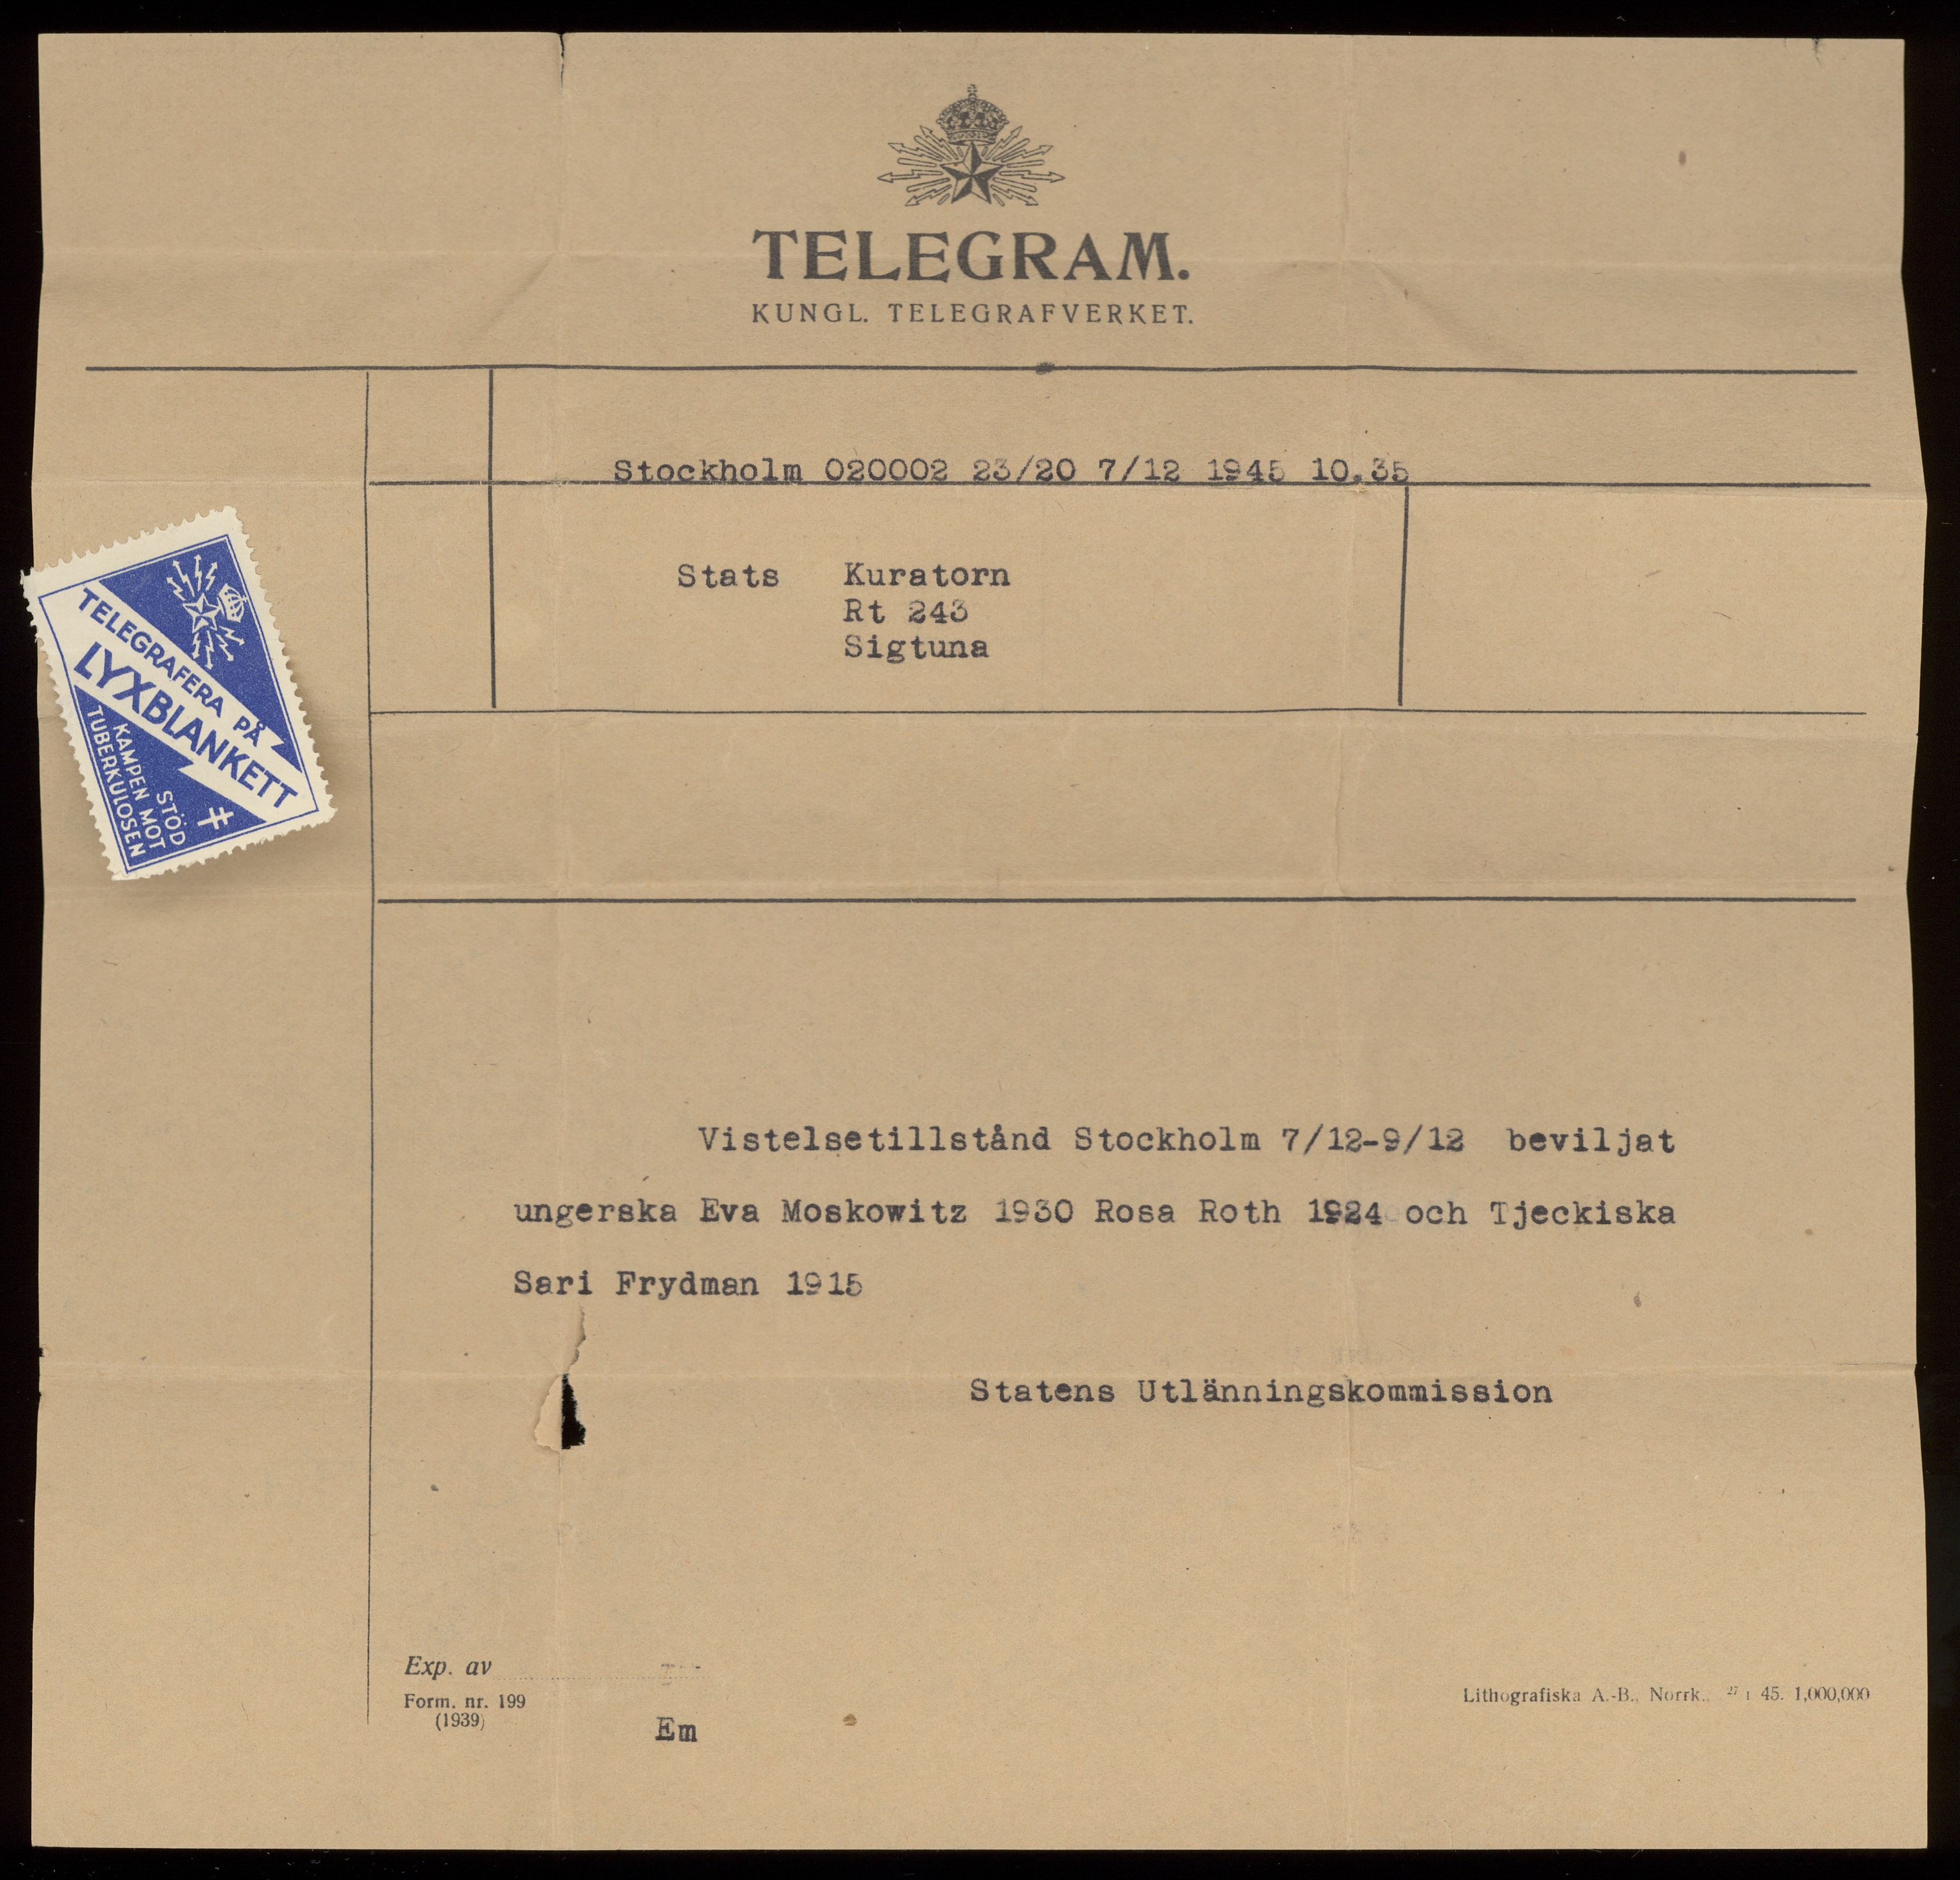 TELEGRAM.
KUNGL. TELEGRAFVERKET.
Stockholm 020002 23/20 7/12 1945 10.35
Stats Kuratorn
Rt 243
Sigtuna
TELEGRAFERA PÅ
LYXBLANKETT
STÖD
KAMPEN MOT
TUBERKULOSEN
Vistelsetillstånd Stockholm 7/12-9/12 beviljat
ungerska Eva Moskowitz 1930 Rosa Roth 1924 och Tjeckiska
Sari Frydman 1915
Statens Utlänningskommission
Exp. av
Form. nr. 199
(1939)
Em
Lithografiska A.-B., Norrk., 27 1 45. 1,000,000